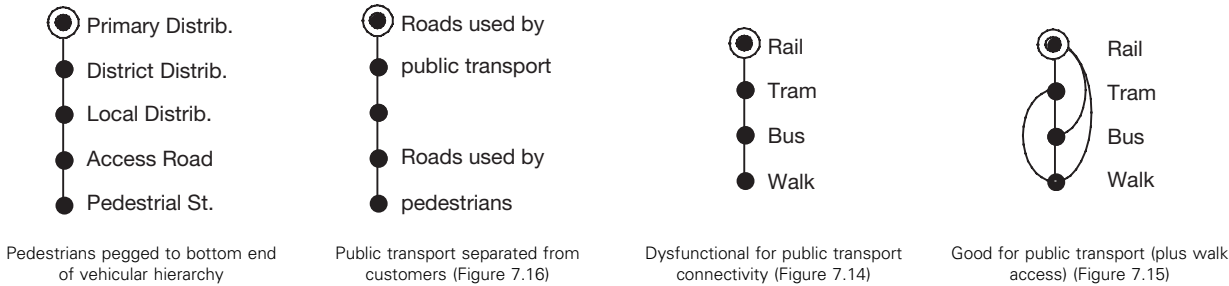 Primary Distrib.
District Distrib.
Local Distrib.
Access Road
Pedestrial St.
Pedestrians pegged to bottom end
of vehicular hierarchy
Roads used by
public transport
Roads used by
pedestrians
Public transport separated from
customers (Figure 7.16)
Rail
Tram
Bus
Walk
Dysfunctional for public transport
connectivity (Figure 7.14)
Rail
Tram
Bus
Walk
Good for public transport (plus walk
access) (Figure 7.15)